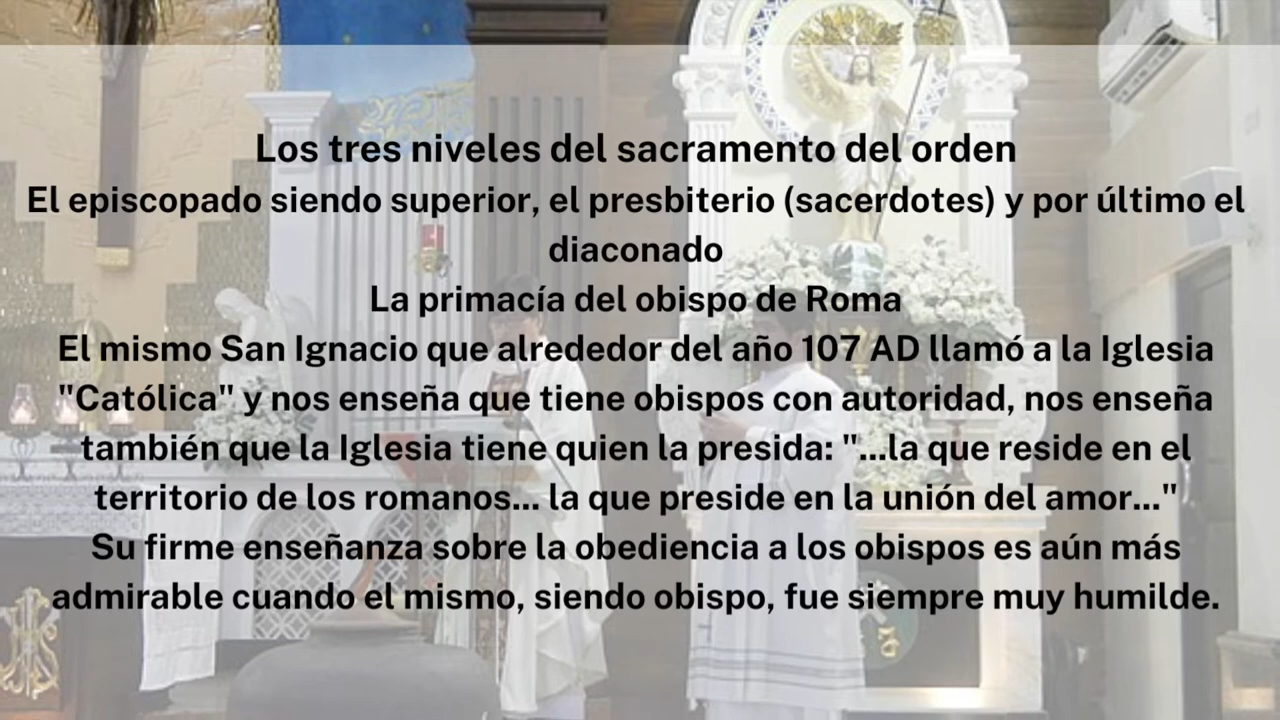 Los tres niveles del sacramento del orden
El episcopado siendo superior, el presbiterio (sacerdotes) y por último el
diaconado
La primacía del obispo de Roma
El mismo San Ignacio que alrededor del año 107 AD llamó a la Iglesia
"Católica" y nos enseña que tiene obispos con autoridad, nos enseña
también que la Iglesia tiene quien la presida: "...la que reside en el
territorio de los romanos... la que preside en la unión del amor..."
Su firme enseñanza sobre la obediencia a los obispos es aún más
admirable cuando el mismo, siendo obispo, fue siempre muy humilde.